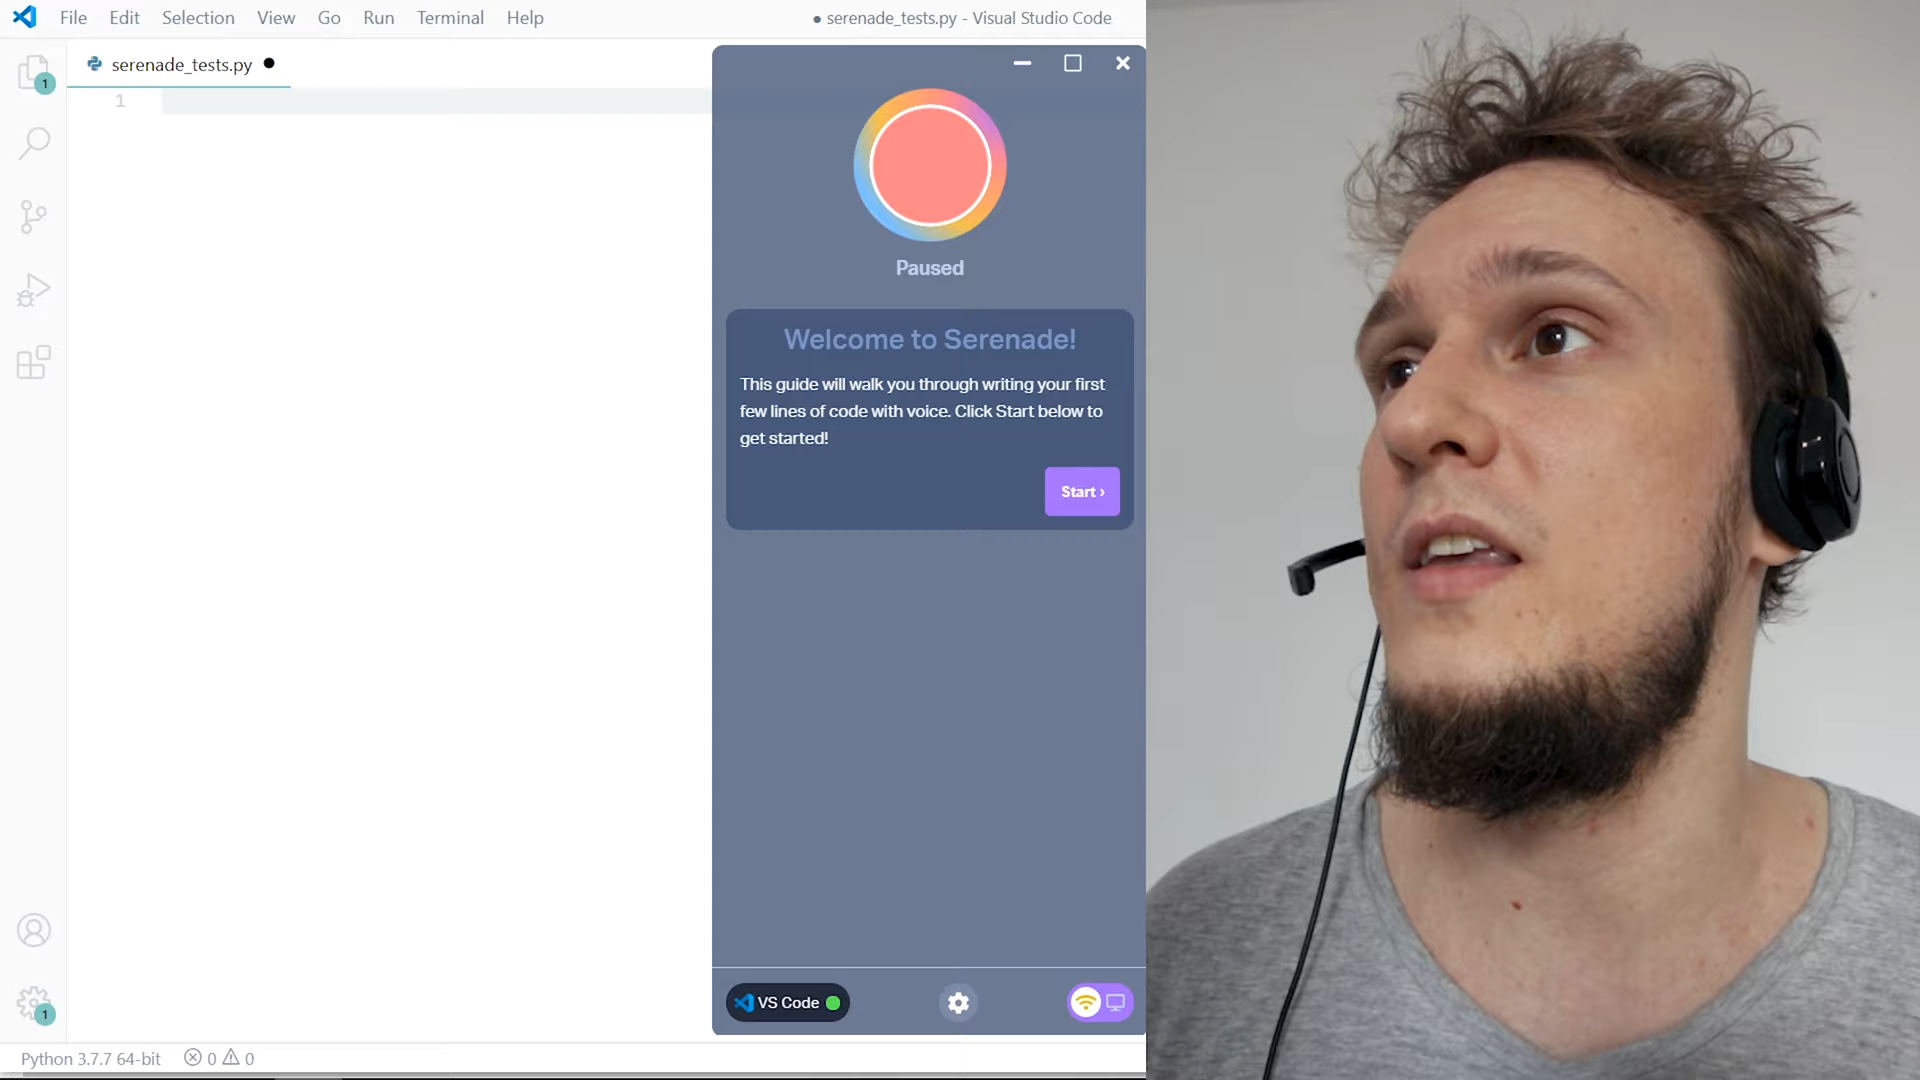 File Edit Selection View Go Run Terminal Help
● serenade_tests.py - Visual Studio Code
serenade_tests.py ●
1
1
Paused
Welcome to Serenade!
This guide will walk you through writing your first
few lines of code with voice. Click Start below to
get started!
Start ›
VS Code
1
Python 3.7.7 64-bit 0 0